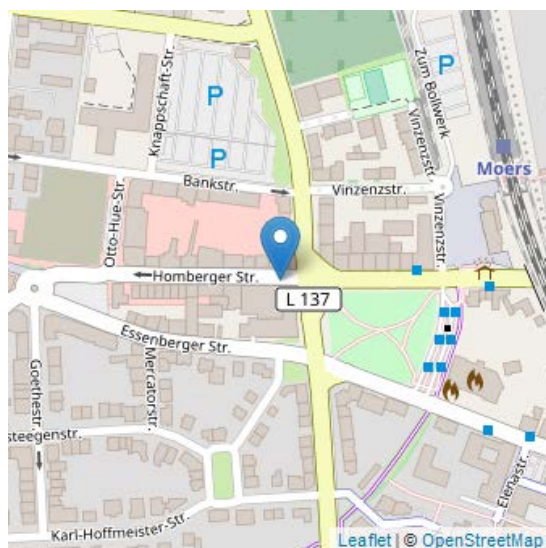 Knappschaft-Str.
P
P
P
Zum Bollwerk
Vinzenzstr.
Moers
Bankstr.
Vinzenzstr.
Vinzenzstr.
Otto-Hue-Str.
Homberger Str.
L 137
Essenberger Str.
Goethestr.
Mercatorstr.
steegenstr.
Elenastr.
Karl-Hoffmeister-Str.
Leaflet | © OpenStreetMap